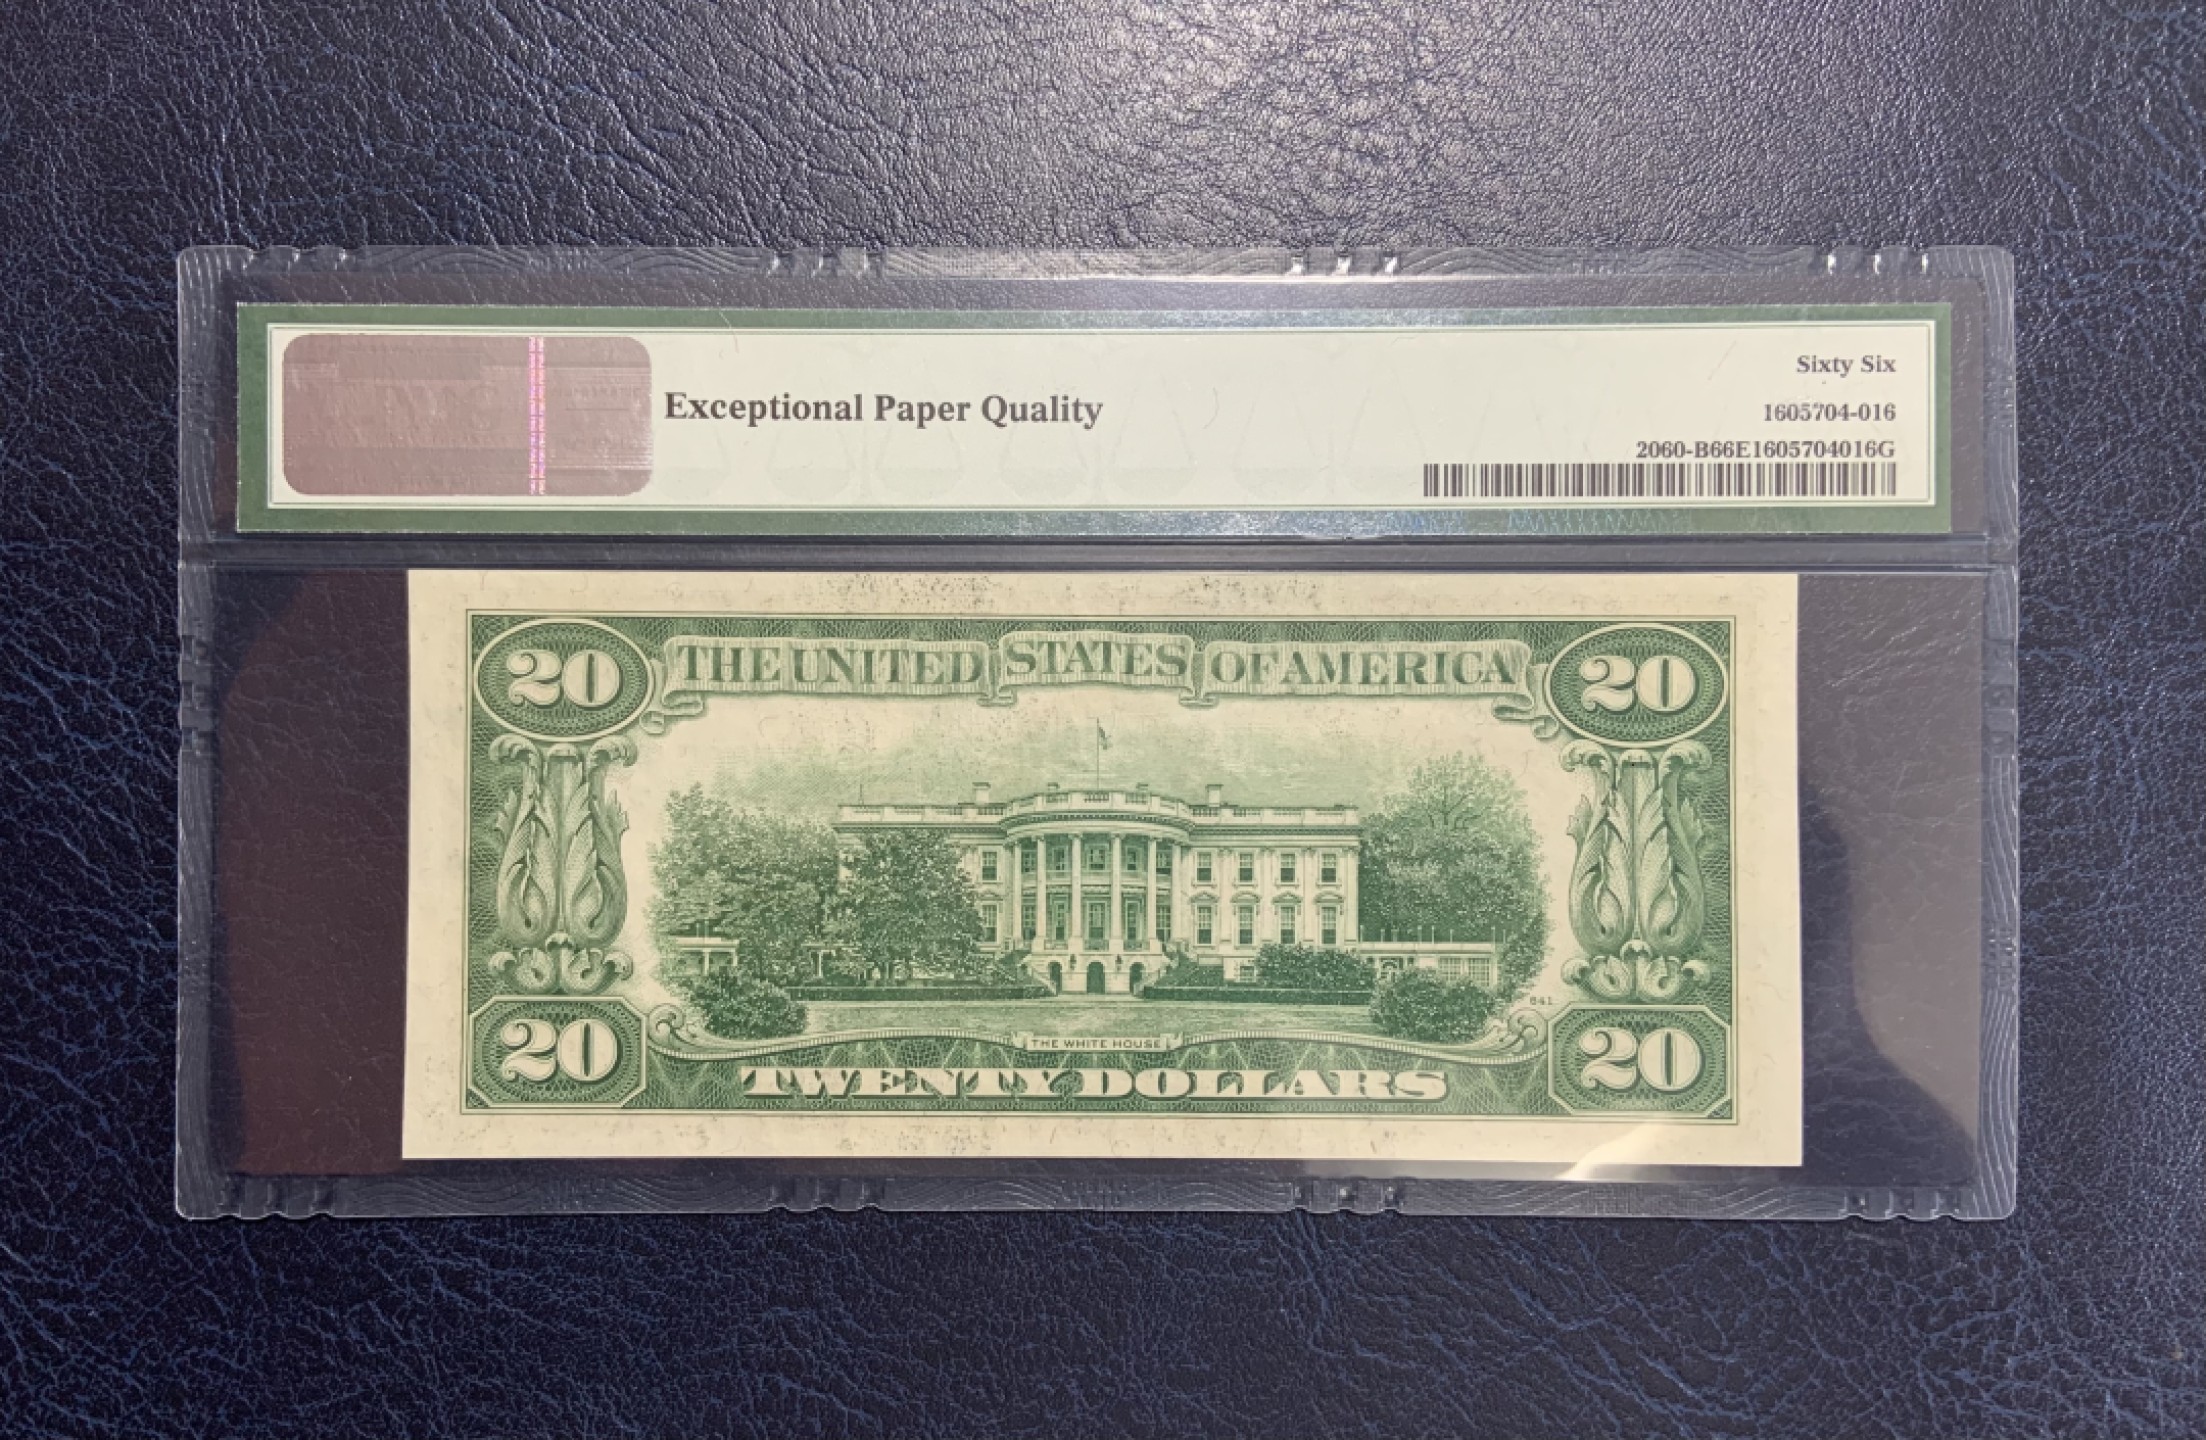 Sixty Six
Exceptional Paper Quality
1605704-016
2060-B66E1605704016G
20
THE UNITED STATES OF AMERICA
20
641
THE WHITE HOUSE
20
TWENTY DOLLARS
20